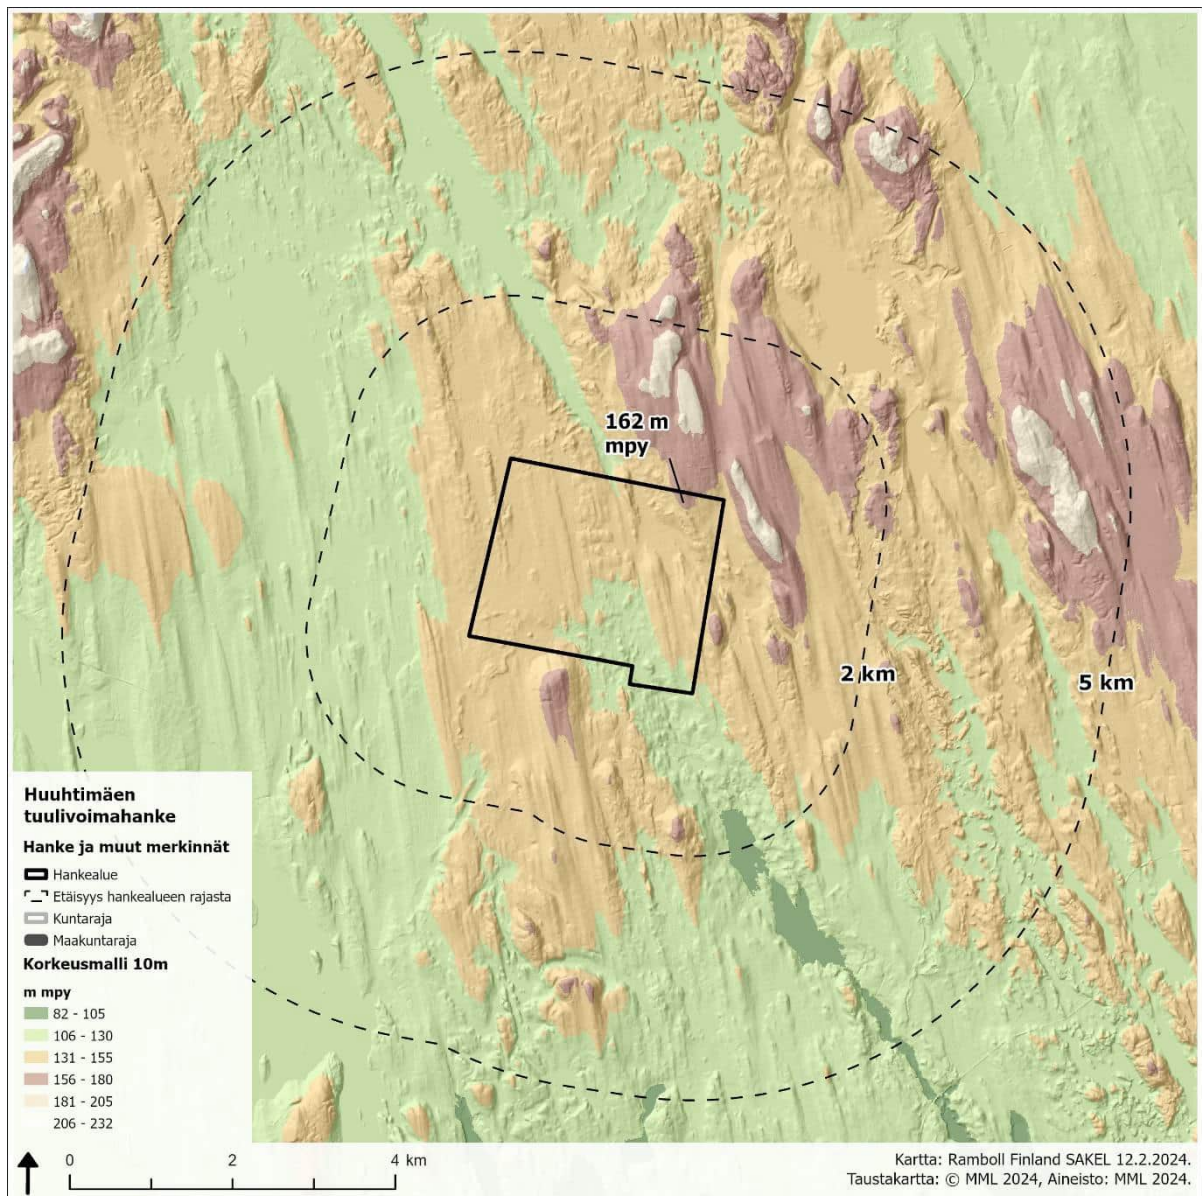 162 m
mpy
2 km
5 km
Huuhtimäen
tuulivoimahanke
Hanke ja muut merkinnät
Hankealue
Etäisyys hankealueen rajasta
Kuntaraja
Maakuntaraja
Korkeusmalli 10m
m mpy
82 - 105
106 - 130
131 - 155
156 - 180
181 - 205
206 - 232
0 2 4 km
Kartta: Ramboll Finland SAKEL 12.2.2024.
Taustakartta: © MML 2024, Aineisto: MML 2024.